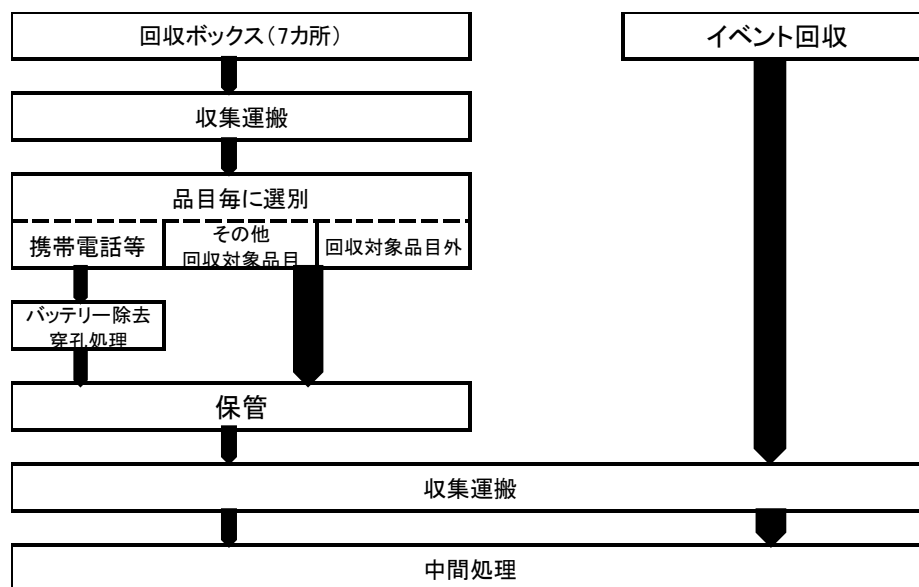 回収ボックス（7カ所）
イベント回収
収集運搬
品目毎に選別
携帯電話等
その他
回収対象品目
回収対象品目外
バッテリー除去
穿孔処理
保管
収集運搬
中間処理